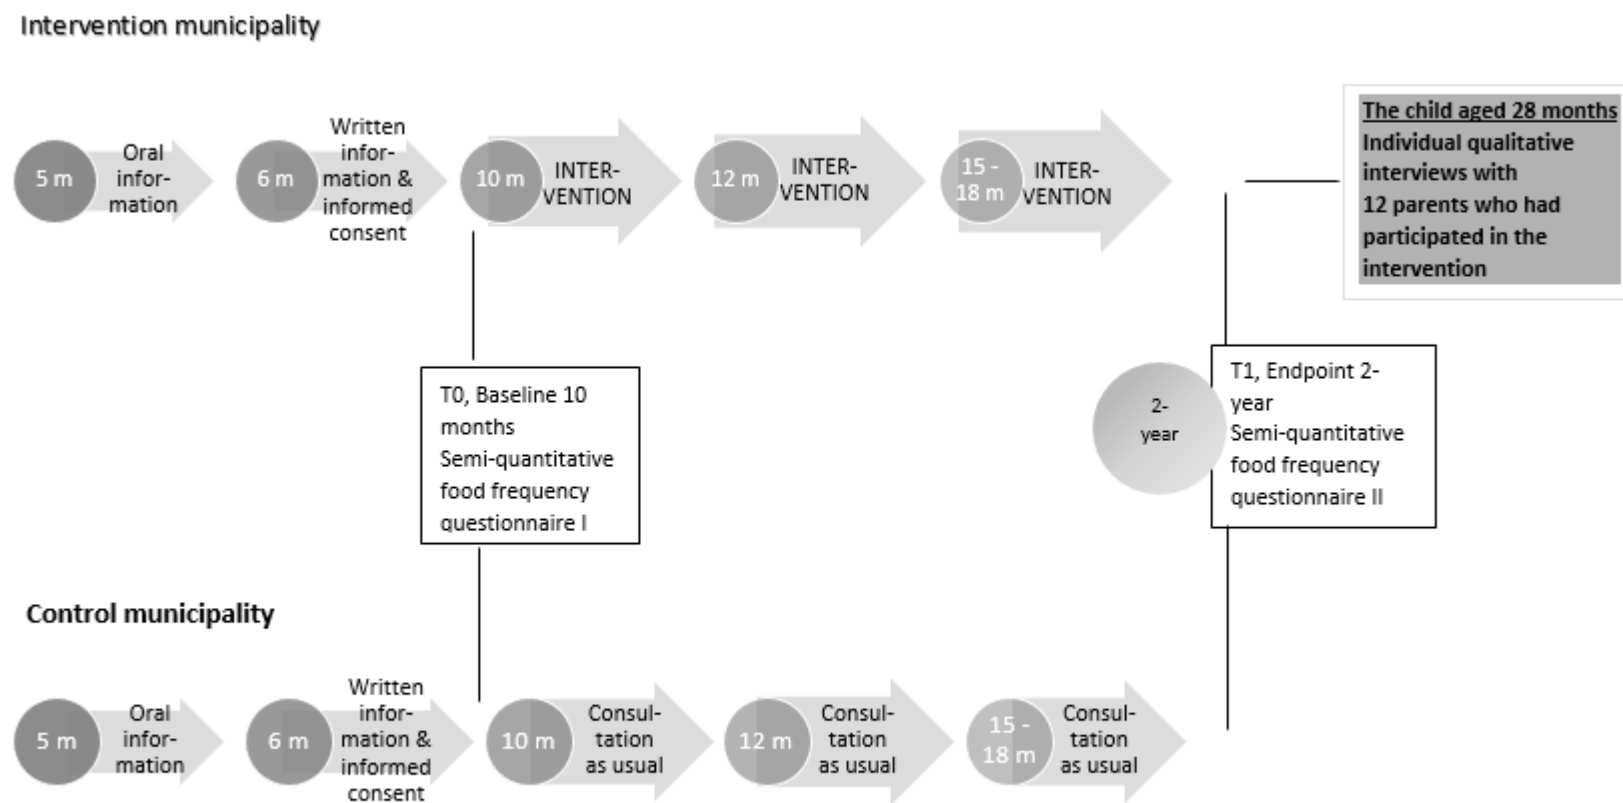 Intervention municipality
5 m
Oral
infor-
mation
6 m
Written
infor-
mation &
informed
consent
10 m
INTER-
VENTION
12 m
INTER-
VENTION
15 -
18 m
INTER-
VENTION
The child aged 28 months
Individual qualitative
interviews with
12 parents who had
participated in the
intervention
T0, Baseline 10
months
Semi-quantitative
food frequency
questionnaire I
2-
year
T1, Endpoint 2-
year
Semi-quantitative
food frequency
questionnaire II
Control municipality
5 m
Oral
infor-
mation
6 m
Written
infor-
mation &
informed
consent
10 m
Consul-
tation
as usual
12 m
Consul-
tation
as usual
15 -
18 m
Consul-
tation
as usual